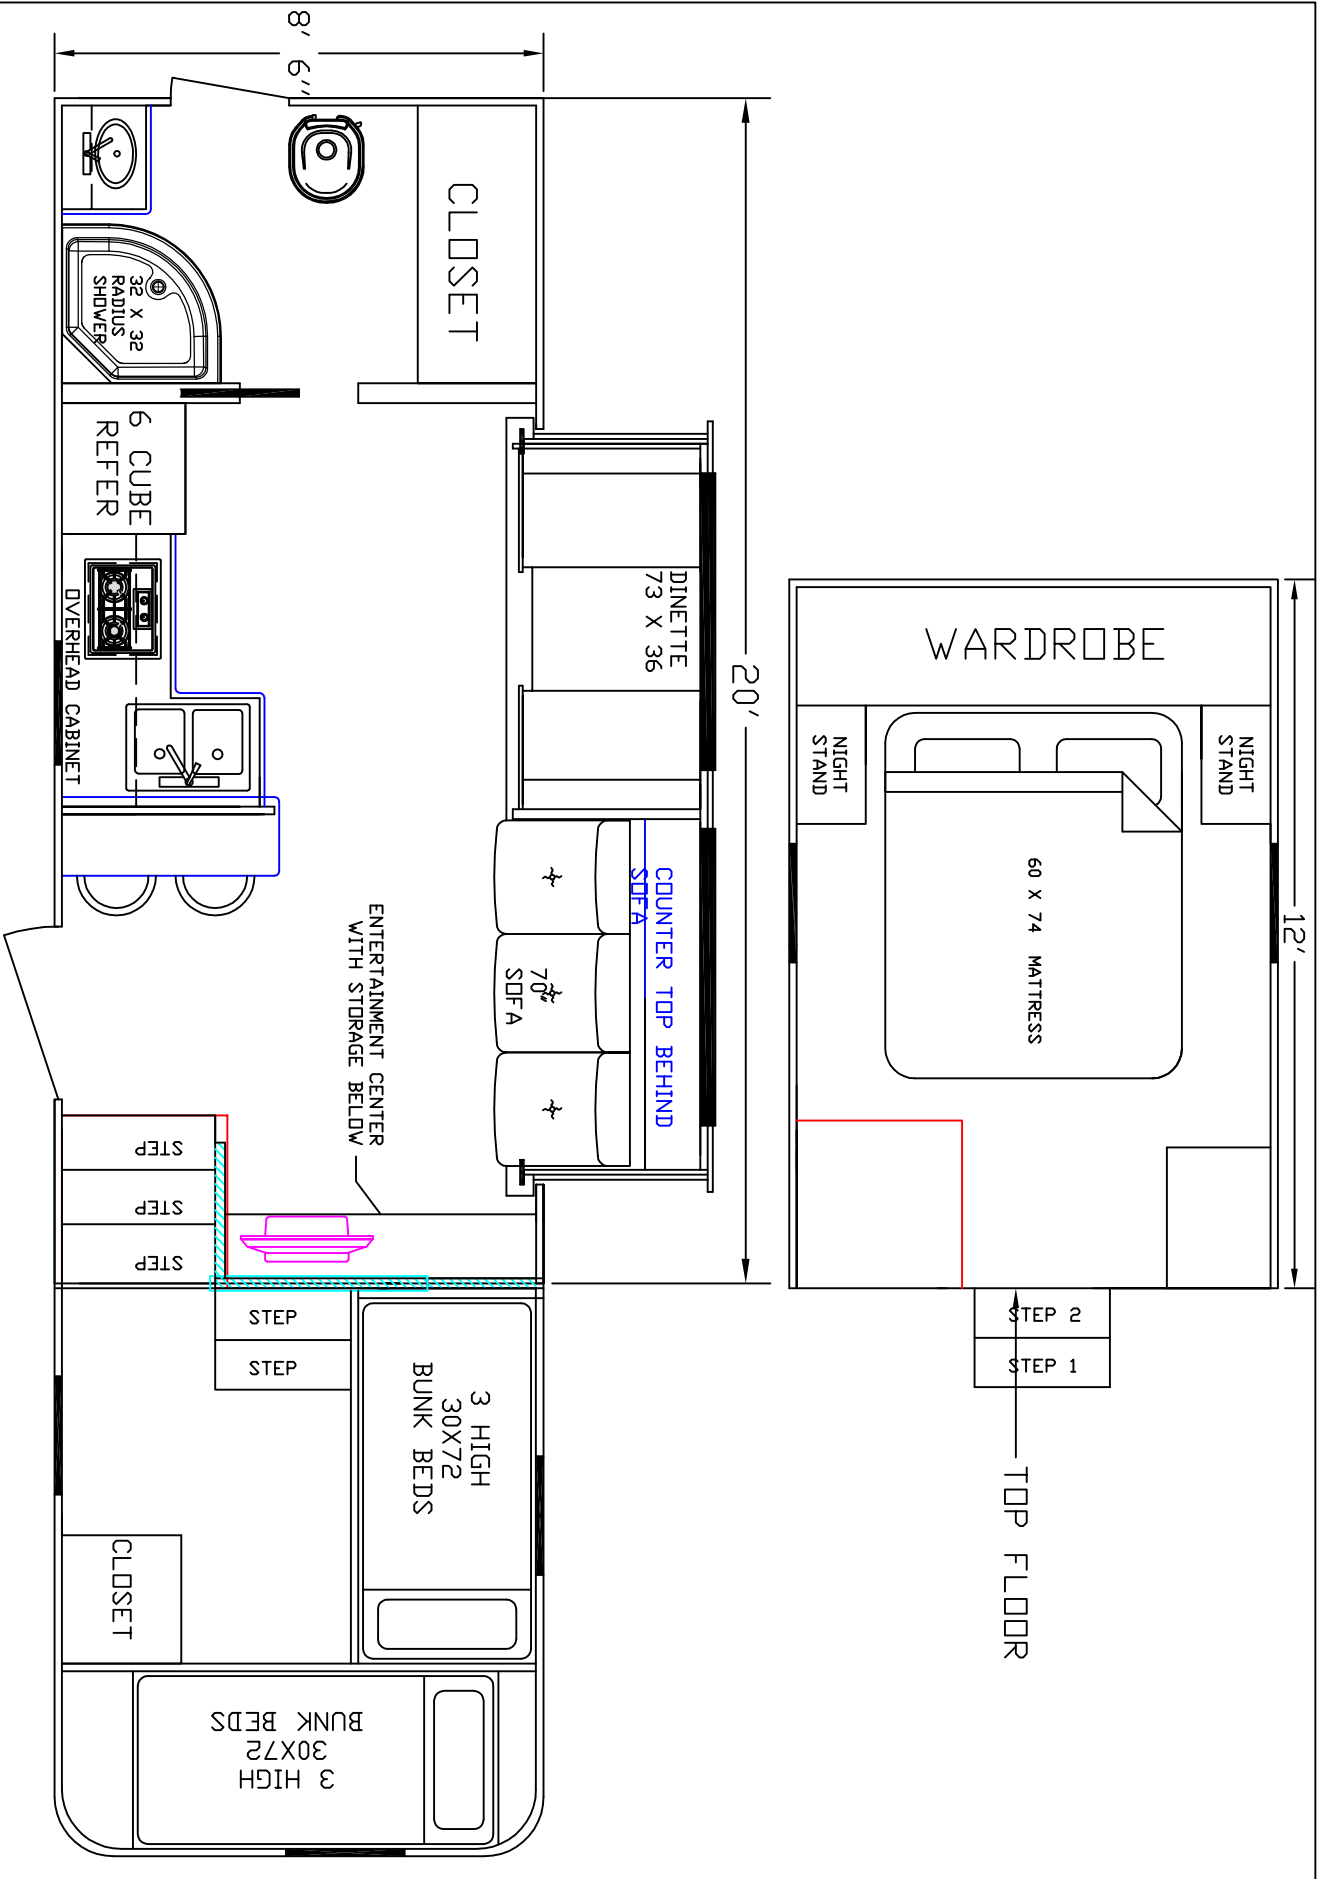 8' 6"
CLOSET
32 X 32
RADIUS
SHOWER
6 CUBE
REFER
OVERHEAD CABINET
DINETTE
73 X 36
20'
COUNTER TOP BEHIND
SOFA
70"
SOFA
ENTERTAINMENT CENTER
WITH STORAGE BELOW
STEP
STEP
STEP
STEP
STEP
3 HIGH
30X72
BUNK BEDS
CLOSET
3 HIGH
30X72
BUNK BEDS
WARDROBE
NIGHT
STAND
NIGHT
STAND
60 X 74 MATTRESS
12'
STEP 2
STEP 1
TOP FLOOR